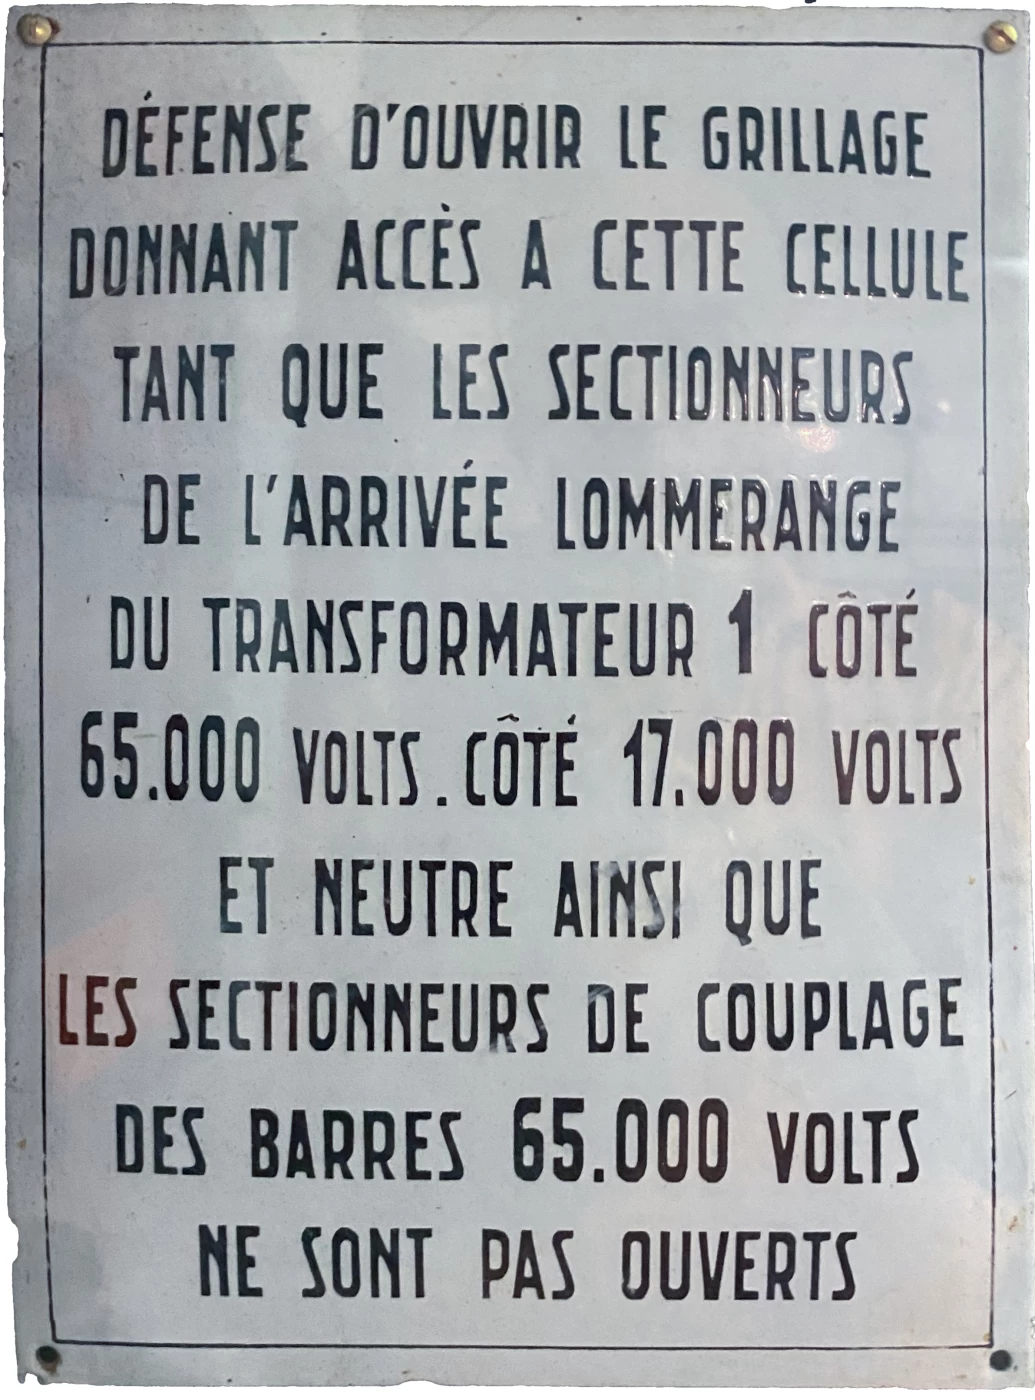 DÉFENSE D'OUVRIR LE GRILLAGE
DONNANT ACCÈS A CETTE CELLULE
TANT QUE LES SECTIONNEURS
DE L'ARRIVÉE LOMMERANGE
DU TRANSFORMATEUR 1 CÔTÉ
65.000 VOLTS. CÔTÉ 17.000 VOLTS
ET NEUTRE AINSI QUE
LES SECTIONNEURS DE COUPLAGE
DES BARRES 65.000 VOLTS
NE SONT PAS OUVERTS